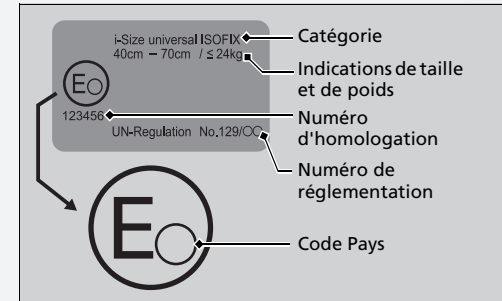 i-Size universal ISOFIX
40cm – 70cm / ≤ 24kg
E○
123456
UN-Regulation No.129/○○
E○
Catégorie
Indications de taille
et de poids
Numéro
d'homologation
Numéro de
réglementation
Code Pays